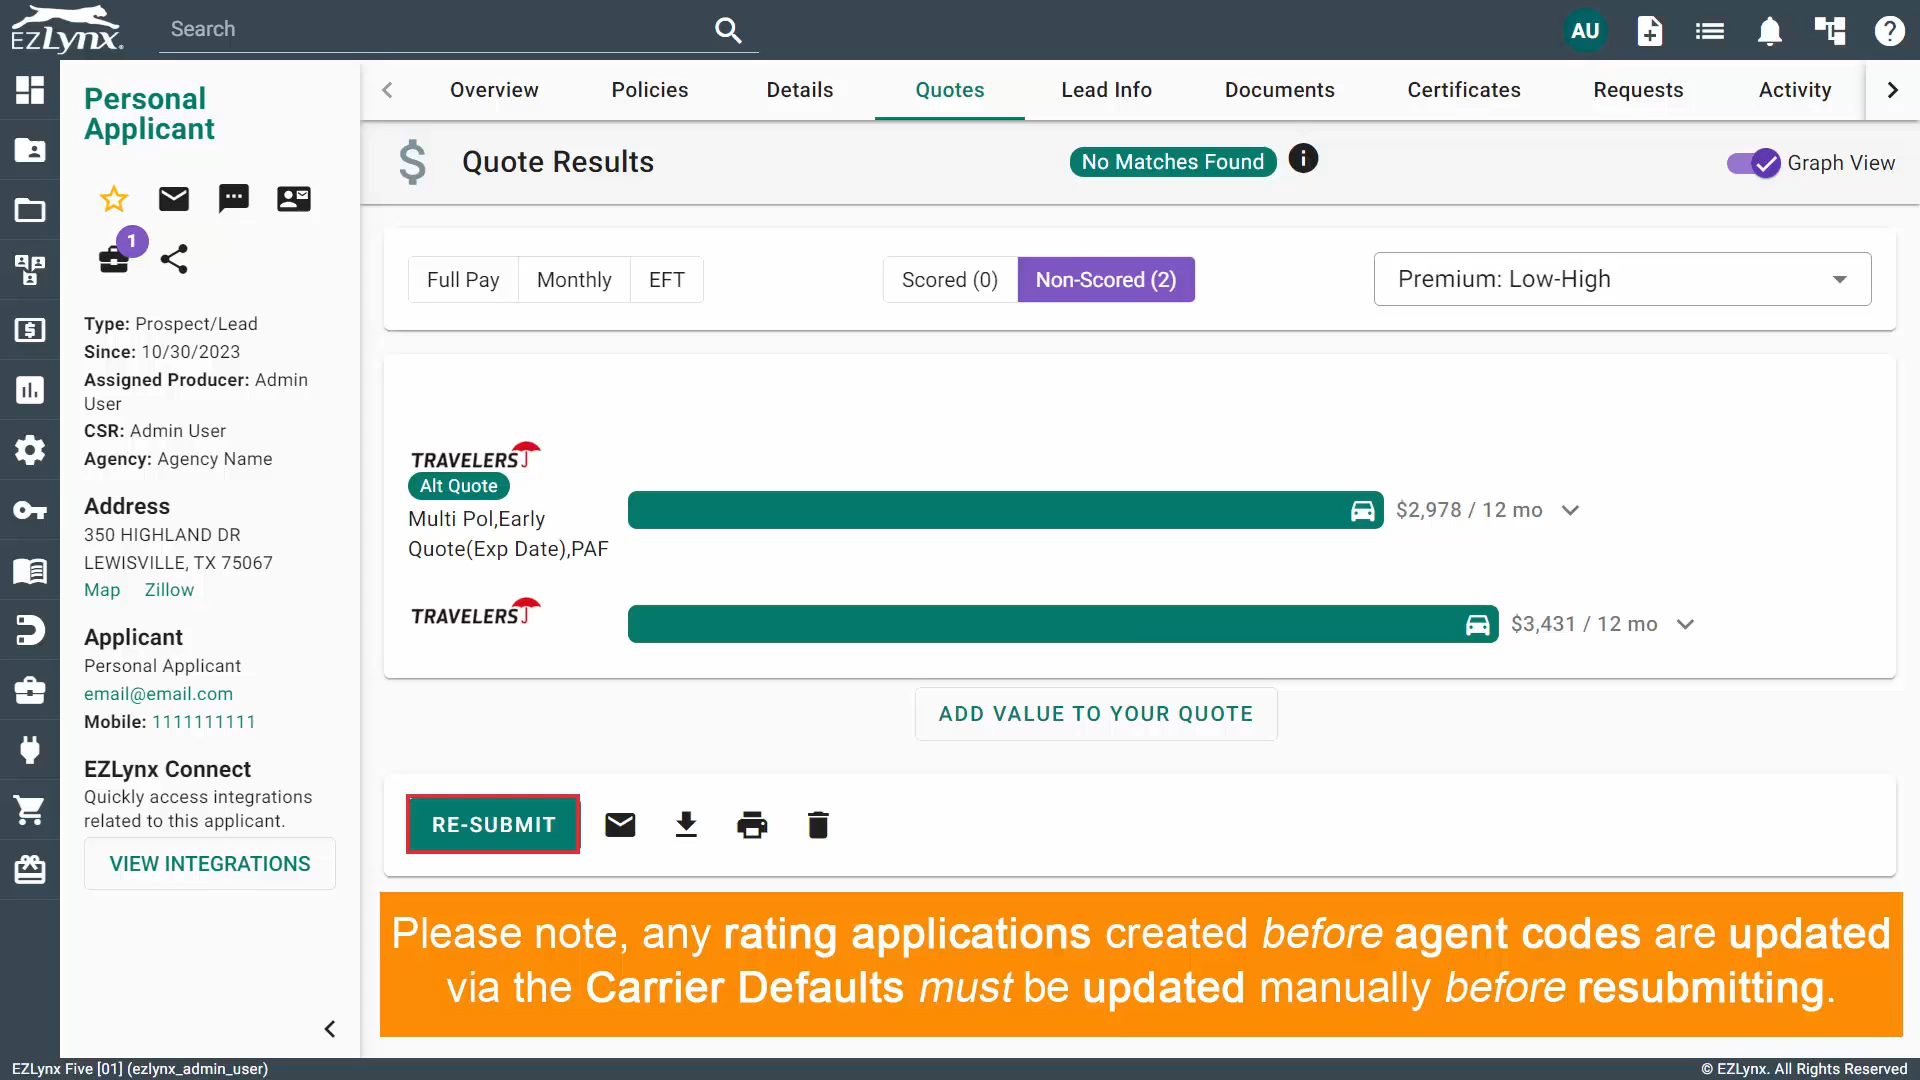 EZLynx.
Search
AU
Personal
Applicant
1
Type: Prospect/Lead
Since: 10/30/2023
Assigned Producer: Admin
User
CSR: Admin User
Agency: Agency Name
Address
350 HIGHLAND DR
LEWISVILLE, TX 75067
Map Zillow
Applicant
Personal Applicant
email@email.com
Mobile: 1111111111
EZLynx Connect
Quickly access integrations
related to this applicant.
VIEW INTEGRATIONS
Overview Policies Details Quotes Lead Info Documents Certificates Requests Activity
Quote Results
No Matches Found
Graph View
Full Pay Monthly EFT
Scored (0) Non-Scored (2)
Premium: Low-High
TRAVELERS
Alt Quote
Multi Pol,Early
Quote(Exp Date),PAF
$2,978 / 12 mo
TRAVELERS
$3,431 / 12 mo
ADD VALUE TO YOUR QUOTE
RE-SUBMIT
Please note, any rating applications created before agent codes are updated
via the Carrier Defaults must be updated manually before resubmitting.
EZLynx Five [01] (ezlynx_admin_user)
© EZLynx. All Rights Reserved